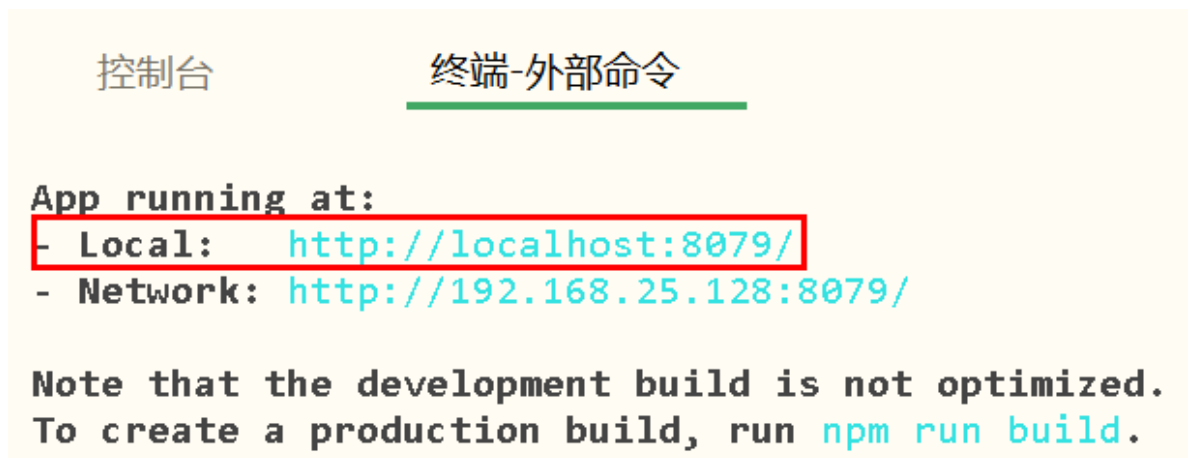 控制台 终端-外部命令
App running at:
- Local:   http://localhost:8079/
- Network: http://192.168.25.128:8079/
Note that the development build is not optimized.
To create a production build, run npm run build.